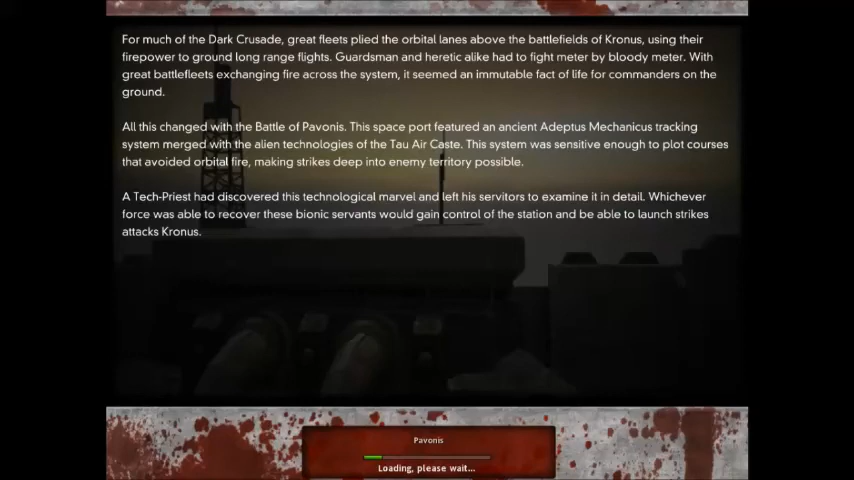 For much of the Dark Crusade, great fleets plied the orbital lanes above the battlefields of Kronus, using their
firepower to ground long range flights. Guardsman and heretic alike had to fight meter by bloody meter. With
great battlefleets exchanging fire across the system, it seemed an immutable fact of life for commanders on the
ground.
All this changed with the Battle of Pavonis. This space port featured an ancient Adeptus Mechanicus tracking
system merged with the alien technologies of the Tau Air Caste. This system was sensitive enough to plot courses
that avoided orbital fire, making strikes deep into enemy territory possible.
A Tech-Priest had discovered this technological marvel and left his servitors to examine it in detail. Whichever
force was able to recover these bionic servants would gain control of the station and be able to launch strikes
attacks Kronus.
Pavonis
Loading, please wait...